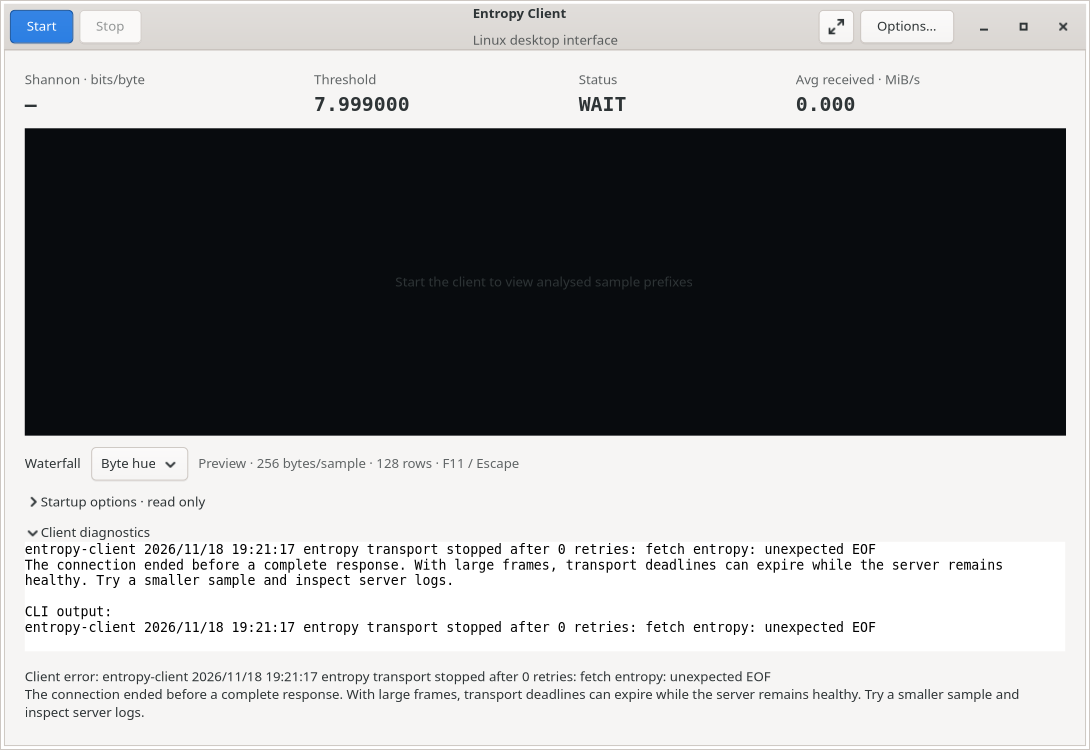 Start
Stop
Entropy Client
Linux desktop interface
Options...
Shannon · bits/byte
Threshold
Status
Avg received · MiB/s
—
7.999000
WAIT
0.000
Start the client to view analysed sample prefixes
Waterfall
Byte hue
Preview · 256 bytes/sample · 128 rows · F11 / Escape
Startup options · read only
Client diagnostics
entropy-client 2026/11/18 19:21:17 entropy transport stopped after 0 retries: fetch entropy: unexpected EOF
The connection ended before a complete response. With large frames, transport deadlines can expire while the server remains
healthy. Try a smaller sample and inspect server logs.
CLI output:
entropy-client 2026/11/18 19:21:17 entropy transport stopped after 0 retries: fetch entropy: unexpected EOF
Client error: entropy-client 2026/11/18 19:21:17 entropy transport stopped after 0 retries: fetch entropy: unexpected EOF
The connection ended before a complete response. With large frames, transport deadlines can expire while the server remains healthy. Try a smaller sample and
inspect server logs.